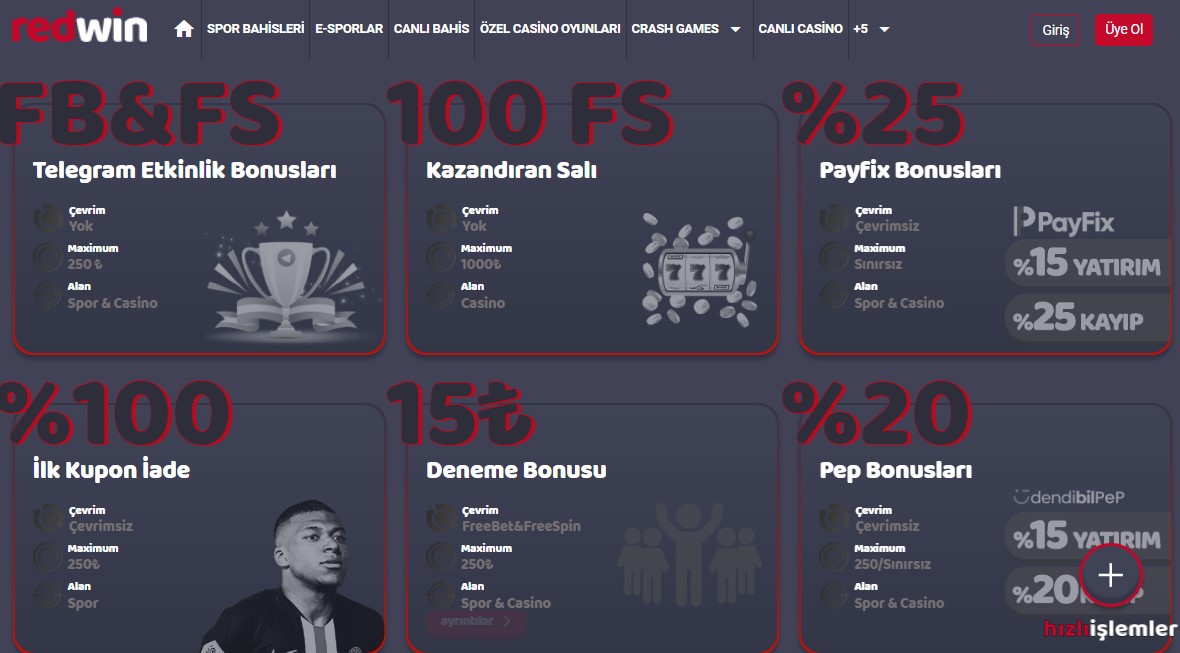 redwin
SPOR BAHİSLERİ
E-SPORLAR
CANLI BAHİS
ÖZEL CASİNO OYUNLARI
CRASH GAMES
CANLI CASİNO
+5
Giriş
Üye Ol
FB&FS
Telegram Etkinlik Bonusları
Çevrim
Yok
Maximum
250 ₺
Alan
Spor & Casino
100 FS
Kazandıran Salı
Çevrim
Yok
Maximum
1000₺
Alan
Casino
777
%25
Payfix Bonusları
Çevrim
Çevrimsiz
Maximum
Sınırsız
Alan
Spor & Casino
PayFix
%15 YATIRIM
%25 KAYIP
%100
İlk Kupon İade
Çevrim
Çevrimsiz
Maximum
250₺
Alan
Spor
15₺
Deneme Bonusu
Çevrim
FreeBet&FreeSpin
Maximum
250₺
Alan
Spor & Casino
ayrıntılar
%20
Pep Bonusları
Çevrim
Çevrimsiz
Maximum
250/Sınırsız
Alan
Spor & Casino
dendibilPeP
%15 YATIRIM
%20
hızlıişlemler